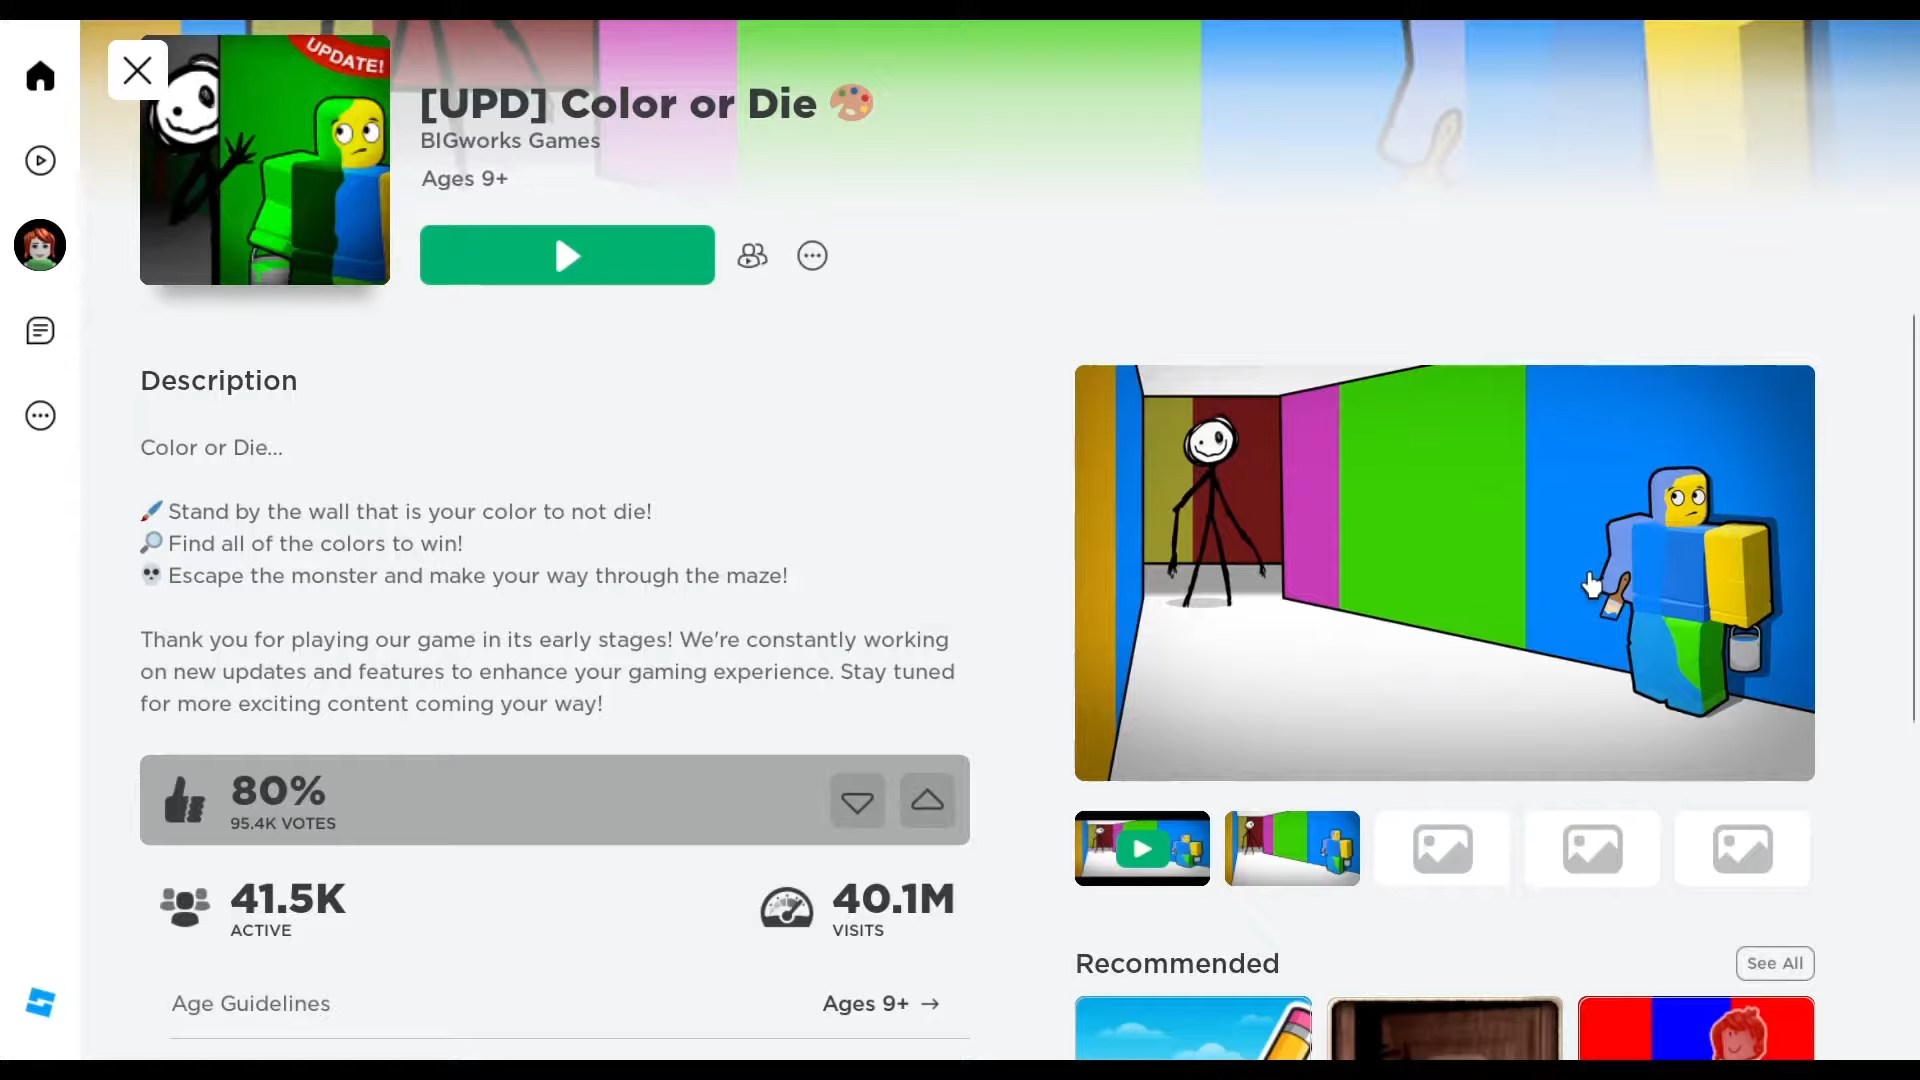 UPDATE!
[UPD] Color or Die
BIGworks Games
Ages 9+
Description
Color or Die...
Stand by the wall that is your color to not die!
Find all of the colors to win!
Escape the monster and make your way through the maze!
Thank you for playing our game in its early stages! We're constantly working
on new updates and features to enhance your gaming experience. Stay tuned
for more exciting content coming your way!
80%
95.4K VOTES
41.5K
ACTIVE
40.1M
VISITS
Age Guidelines
Ages 9+ →
Recommended
See All